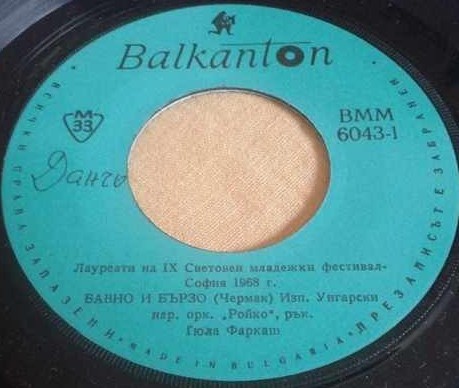 Balkanton
М
33
ВММ
6043-I
Данчо
Лауреати на IX Световен младежки фестивал-
София 1968 г.
БАВНО И БЪРЗО (Чермак) Изп. Унгарски
нар. орк. „Ройко", рък.
Гюла Фаркаш
ВСИЧКИ ПРАВА ЗАПАЗЕНИ • MADE IN BULGARIA • ПРЕЗАПИСЪТ Е ЗАБРАНЕН